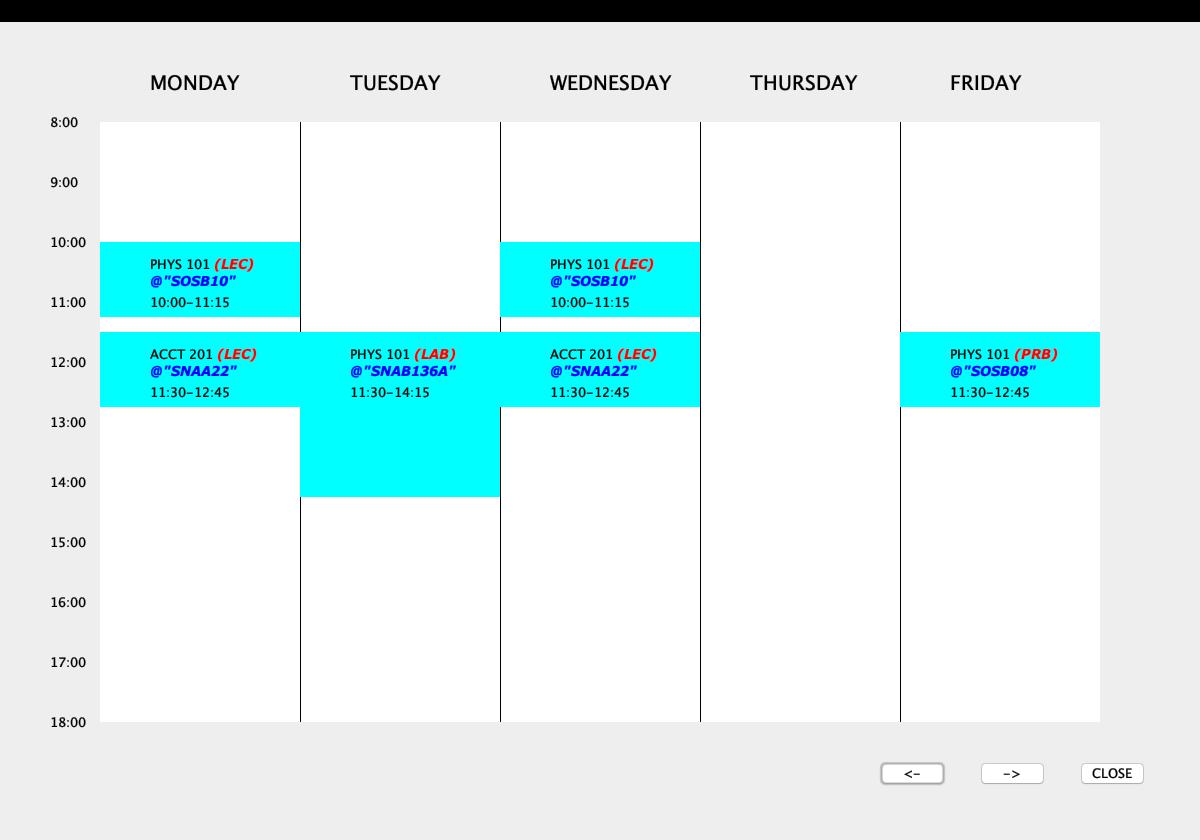 MONDAY TUESDAY WEDNESDAY THURSDAY FRIDAY
8:00
9:00
10:00
PHYS 101 (LEC) PHYS 101 (LEC)
@"SOSB10" @"SOSB10"
11:00 10:00-11:15 10:00-11:15
ACCT 201 (LEC) PHYS 101 (LAB) ACCT 201 (LEC) PHYS 101 (PRB)
12:00 @"SNAA22" @"SNAB136A" @"SNAA22" @"SOSB08"
11:30-12:45 11:30-14:15 11:30-12:45 11:30-12:45
13:00
14:00
15:00
16:00
17:00
18:00
<- -> CLOSE